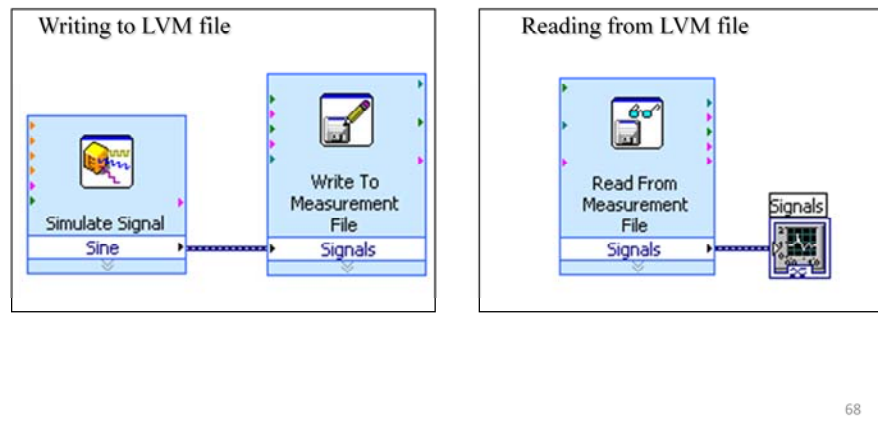 Writing to LVM file
Simulate Signal
Sine
Write To
Measurement
File
Signals
Reading from LVM file
Read From
Measurement
File
Signals
Signals
68